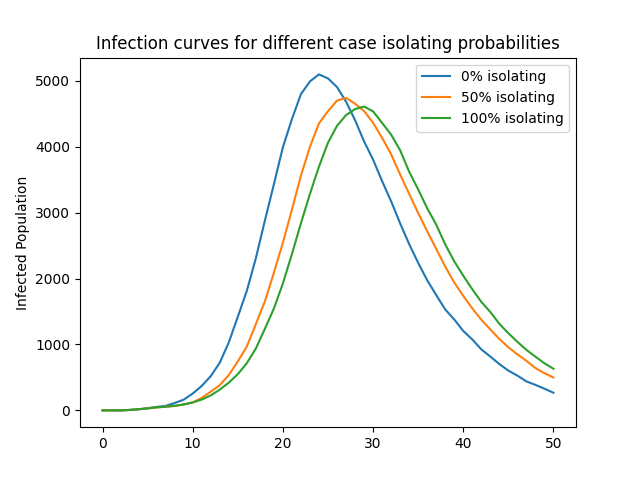 Infection curves for different case isolating probabilities
0% isolating
50% isolating
100% isolating
Infected Population
5000
4000
3000
2000
1000
0
0 10 20 30 40 50